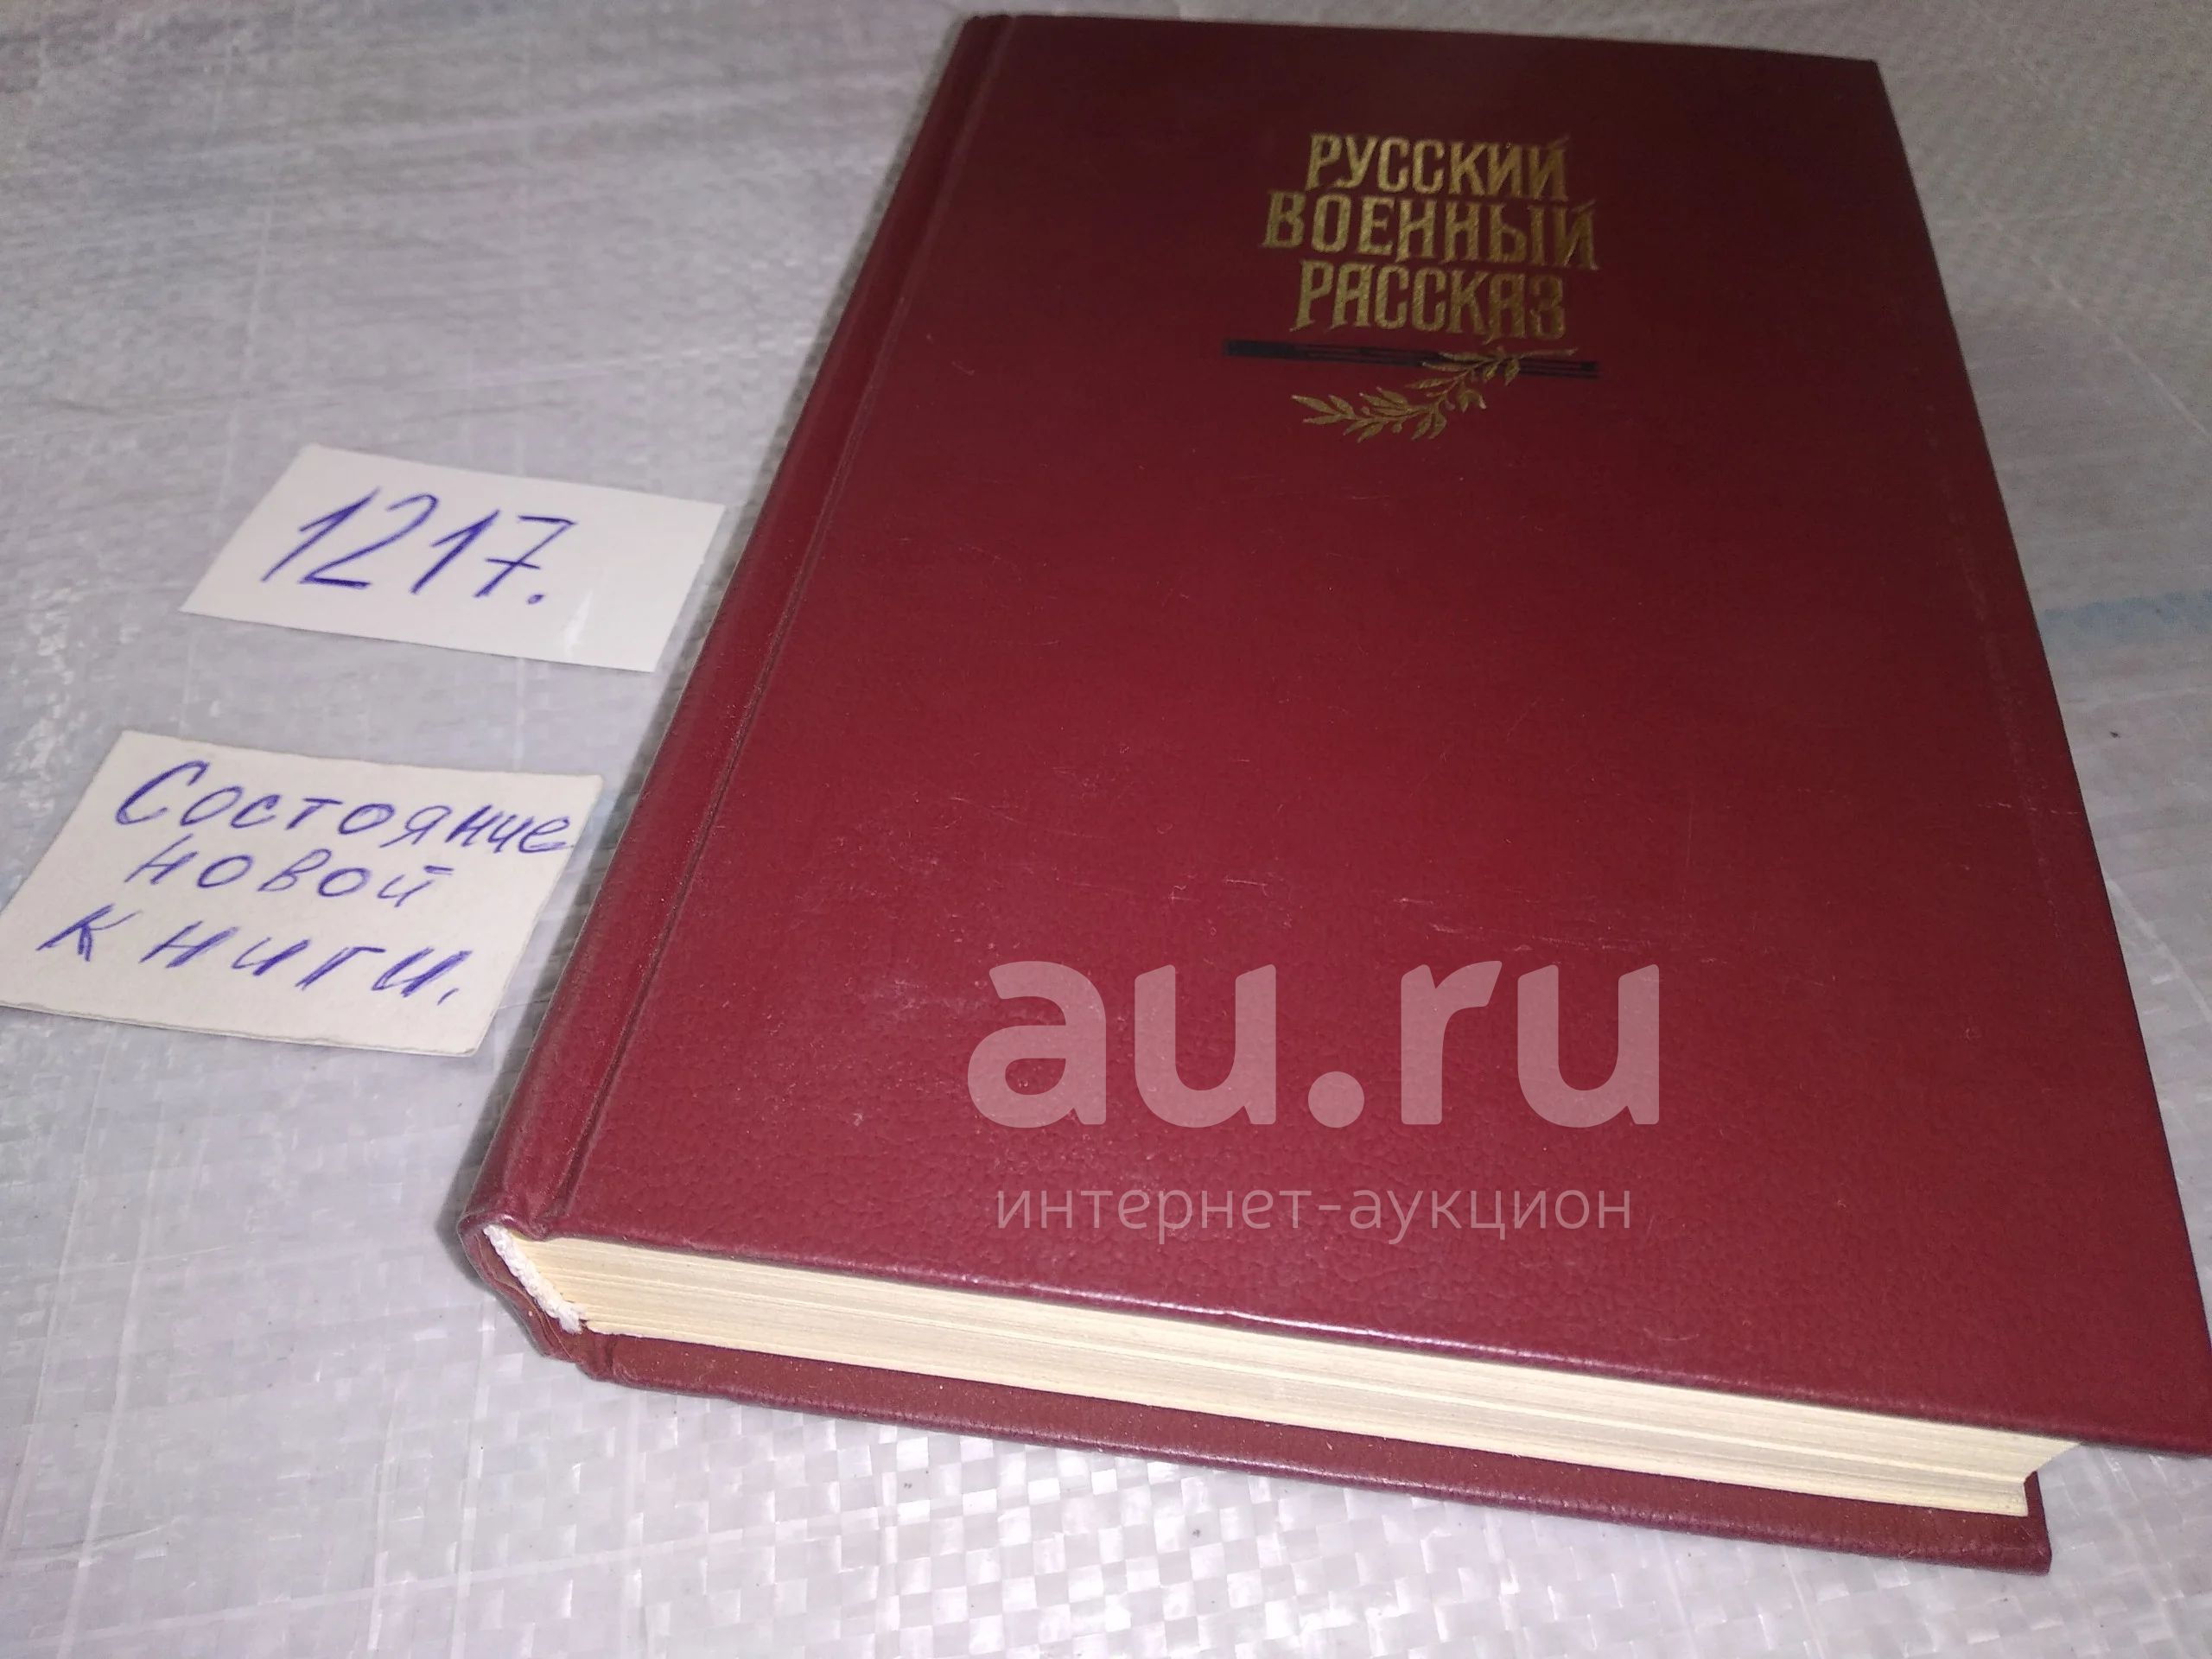 РУССКИЙ
ВОЕННЫЙ
РАССКАЗ
1217.
Состояние
новой
книги.
au.ru
интернет-аукцион